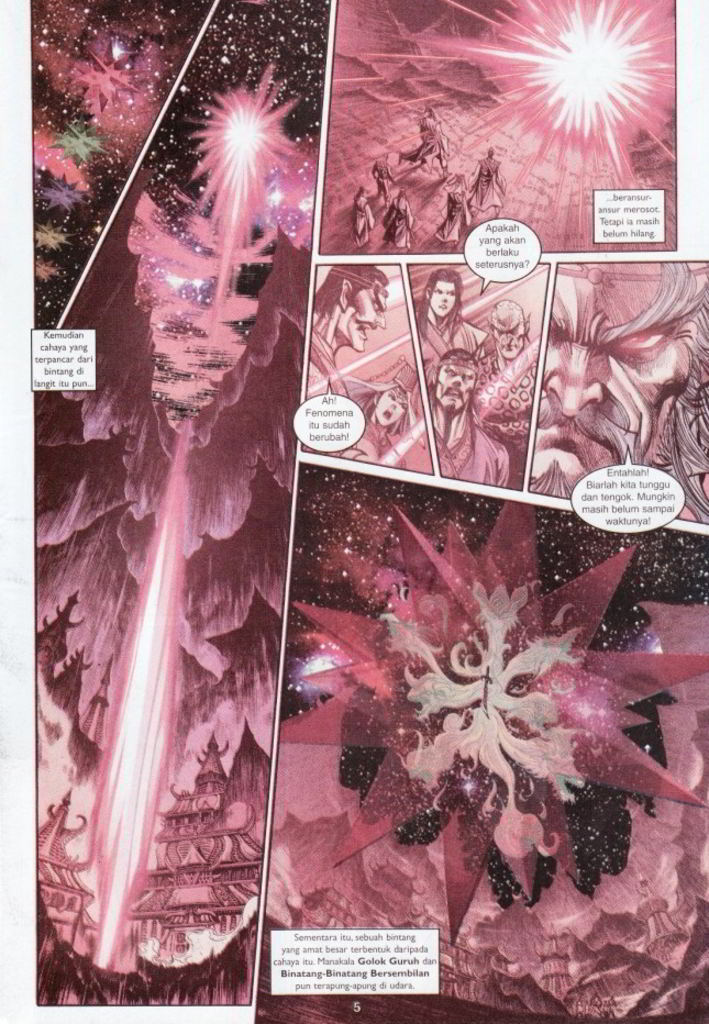 Kemudian
cahaya yang
terpancar dari
bintang di
langit itu pun...
...beransur-
ansur merosot.
Tetapi ia masih
belum hilang.
Ah!
Fenomena
itu sudah
berubah!
Apakah
yang akan
berlaku
seterusnya?
Entahlah!
Biarlah kita tunggu
dan tengok. Mungkin
masih belum sampai
waktunya!
Sementara itu, sebuah bintang
yang amat besar terbentuk daripada
cahaya itu. Manakala Golok Guruh dan
Binatang-Binatang Bersembilan
pun terapung-apung di udara.
5